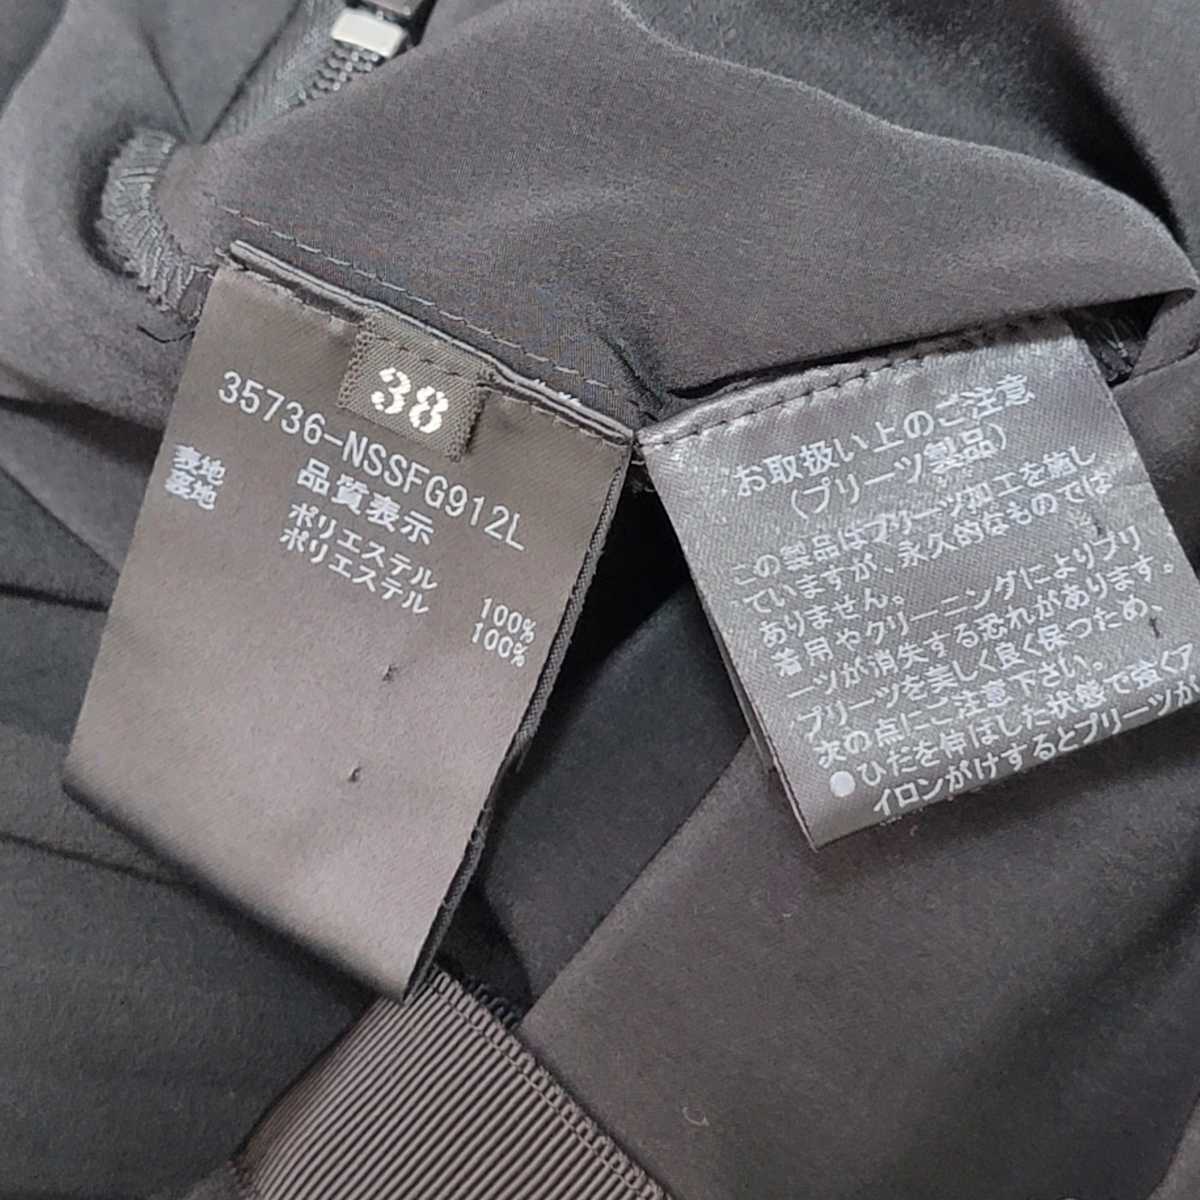 38
35736-NSSFG912L
品質表示
表地 ポリエステル 100%
裏地 ポリエステル 100%
お取扱い上のご注意
(プリーツ製品)
この製品はプリーツ加工を施し
ていますが、永久的なものでは
ありません。
着用やクリーニングによりプリ
ーツが消失する恐れがあります。
プリーツを美しく良く保つため、
次の点にご注意下さい。
●ひだを伸ばした状態で強くア
イロンがけするとプリーツが